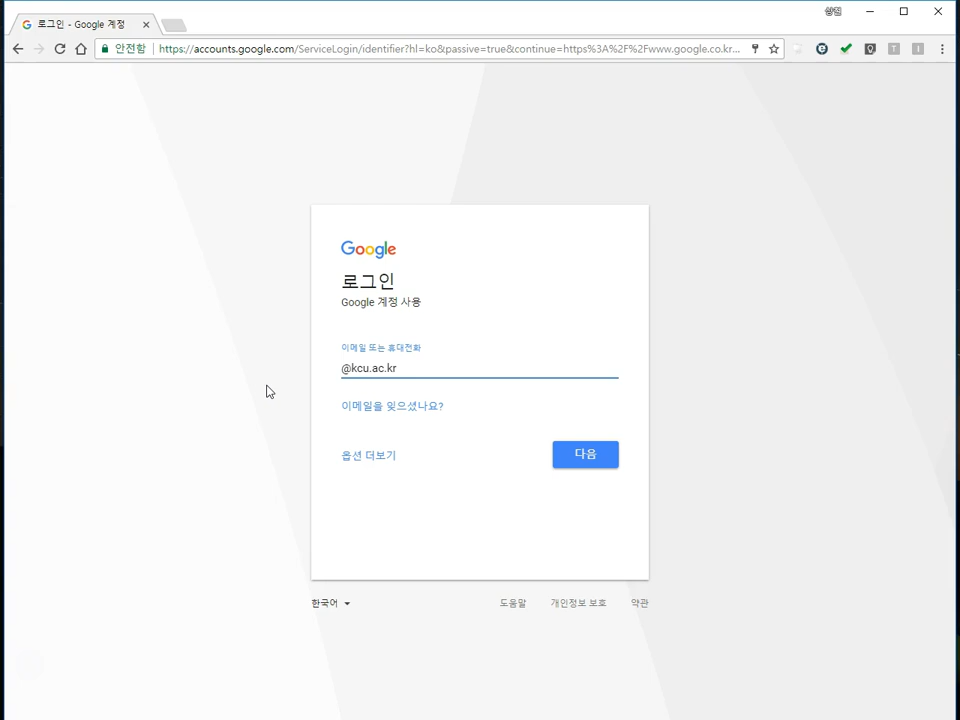 로그인 - Google 계정
안전함
https://accounts.google.com/ServiceLogin/identifier?hl=ko&passive=true&continue=https%3A%2F%2Fwww.google.co.kr...
Google
로그인
Google 계정 사용
이메일 또는 휴대전화
@kcu.ac.kr
이메일을 잊으셨나요?
옵션 더보기
다음
한국어
도움말
개인정보 보호
약관